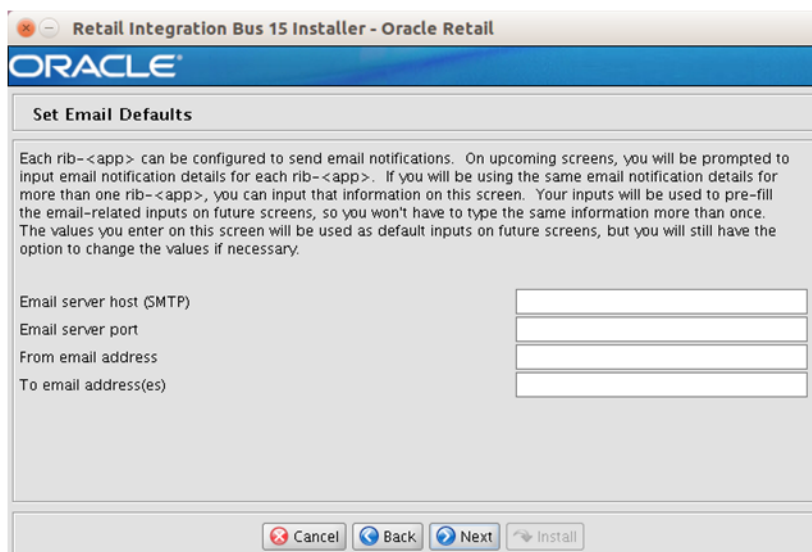 Retail Integration Bus 15 Installer - Oracle Retail
ORACLE
Set Email Defaults
Each rib-<app> can be configured to send email notifications. On upcoming screens, you will be prompted to
input email notification details for each rib-<app>. If you will be using the same email notification details for
more than one rib-<app>, you can input that information on this screen. Your inputs will be used to pre-fill
the email-related inputs on future screens, so you won't have to type the same information more than once.
The values you enter on this screen will be used as default inputs on future screens, but you will still have the
option to change the values if necessary.
Email server host (SMTP)
Email server port
From email address
To email address(es)
Cancel Back Next Install